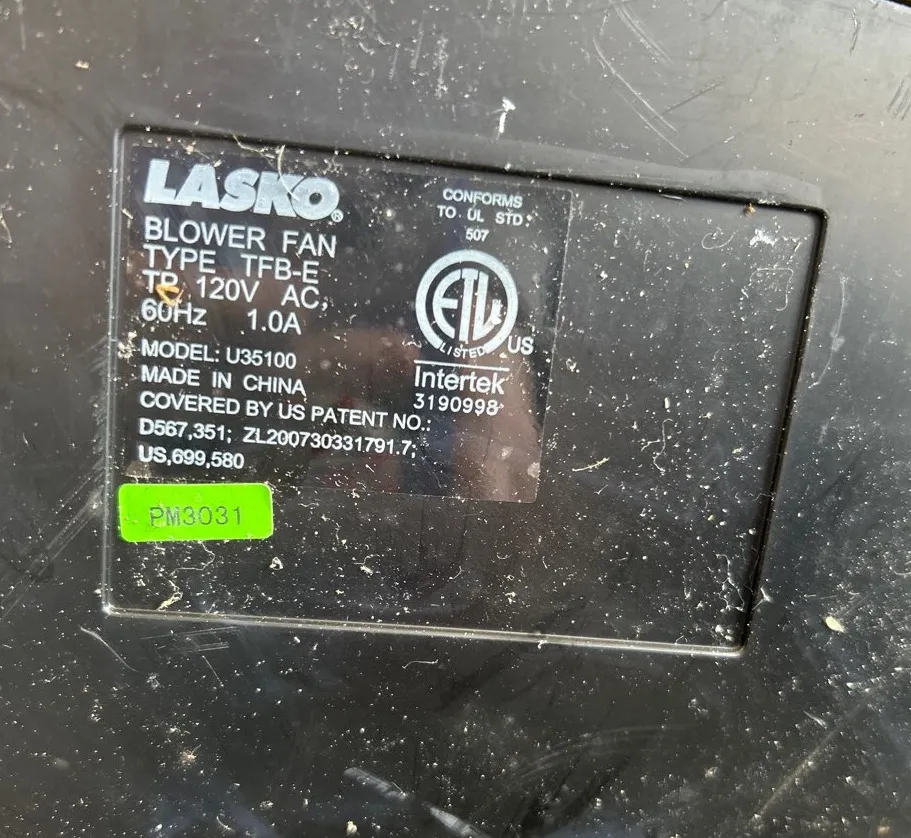 LASKO®
BLOWER FAN
TYPE TFB-E
TP 120V AC,
60Hz 1.0A
MODEL: U35100
MADE IN CHINA
COVERED BY US PATENT NO.:
D567,351; ZL200730331791.7;
US,699,580
CONFORMS
TO UL STD
507
ETL
LISTED
US
Intertek
3190998
PM3031